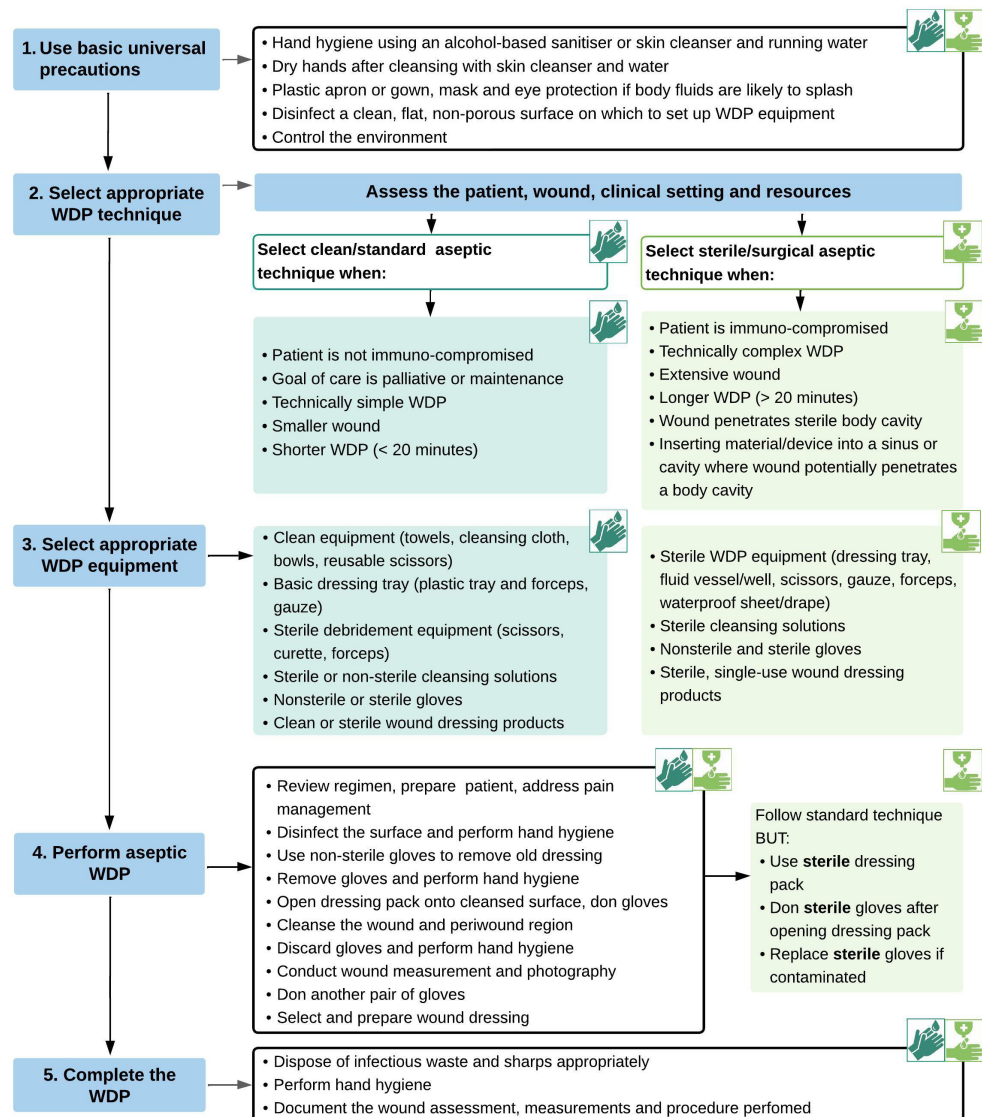 1. Use basic universal
precautions
• Hand hygiene using an alcohol-based sanitiser or skin cleanser and running water
• Dry hands after cleansing with skin cleanser and water
• Plastic apron or gown, mask and eye protection if body fluids are likely to splash
• Disinfect a clean, flat, non-porous surface on which to set up WDP equipment
• Control the environment
2. Select appropriate
WDP technique
Assess the patient, wound, clinical setting and resources
Select clean/standard aseptic
technique when:
• Patient is not immuno-compromised
• Goal of care is palliative or maintenance
• Technically simple WDP
• Smaller wound
• Shorter WDP (< 20 minutes)
Select sterile/surgical aseptic
technique when:
• Patient is immuno-compromised
• Technically complex WDP
• Extensive wound
• Longer WDP (> 20 minutes)
• Wound penetrates sterile body cavity
• Inserting material/device into a sinus or
cavity where wound potentially penetrates
a body cavity
3. Select appropriate
WDP equipment
• Clean equipment (towels, cleansing cloth,
bowls, reusable scissors)
• Basic dressing tray (plastic tray and forceps,
gauze)
• Sterile debridement equipment (scissors,
curette, forceps)
• Sterile or non-sterile cleansing solutions
• Nonsterile or sterile gloves
• Clean or sterile wound dressing products
• Sterile WDP equipment (dressing tray,
fluid vessel/well, scissors, gauze, forceps,
waterproof sheet/drape)
• Sterile cleansing solutions
• Nonsterile and sterile gloves
• Sterile, single-use wound dressing
products
4. Perform aseptic
WDP
• Review regimen, prepare patient, address pain
management
• Disinfect the surface and perform hand hygiene
• Use non-sterile gloves to remove old dressing
• Remove gloves and perform hand hygiene
• Open dressing pack onto cleansed surface, don gloves
• Cleanse the wound and periwound region
• Discard gloves and perform hand hygiene
• Conduct wound measurement and photography
• Don another pair of gloves
• Select and prepare wound dressing
Follow standard technique
BUT:
• Use sterile dressing
pack
• Don sterile gloves after
opening dressing pack
• Replace sterile gloves if
contaminated
5. Complete the
WDP
• Dispose of infectious waste and sharps appropriately
• Perform hand hygiene
• Document the wound assessment, measurements and procedure perfomed